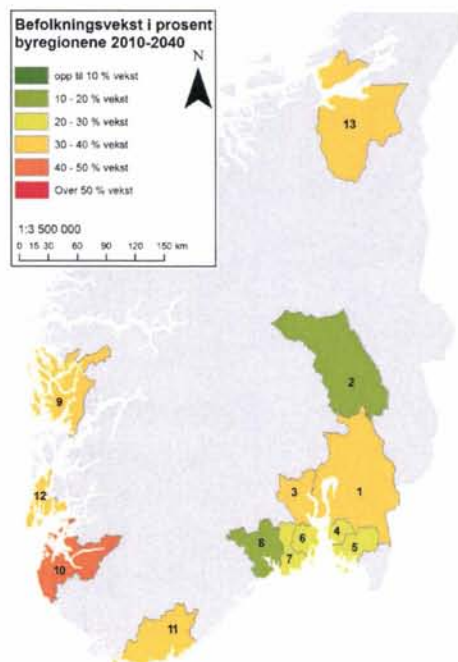 Befolkningsvekst i prosent
byregionene 2010-2040
N
opp til 10 % vekst
10 - 20 % vekst
20 - 30 % vekst
30 - 40 % vekst
40 - 50 % vekst
Over 50 % vekst
1:3 500 000
0 15 30 60 90 120 150 km
13
2
9
12
3
1
8
6
4
7
5
10
11